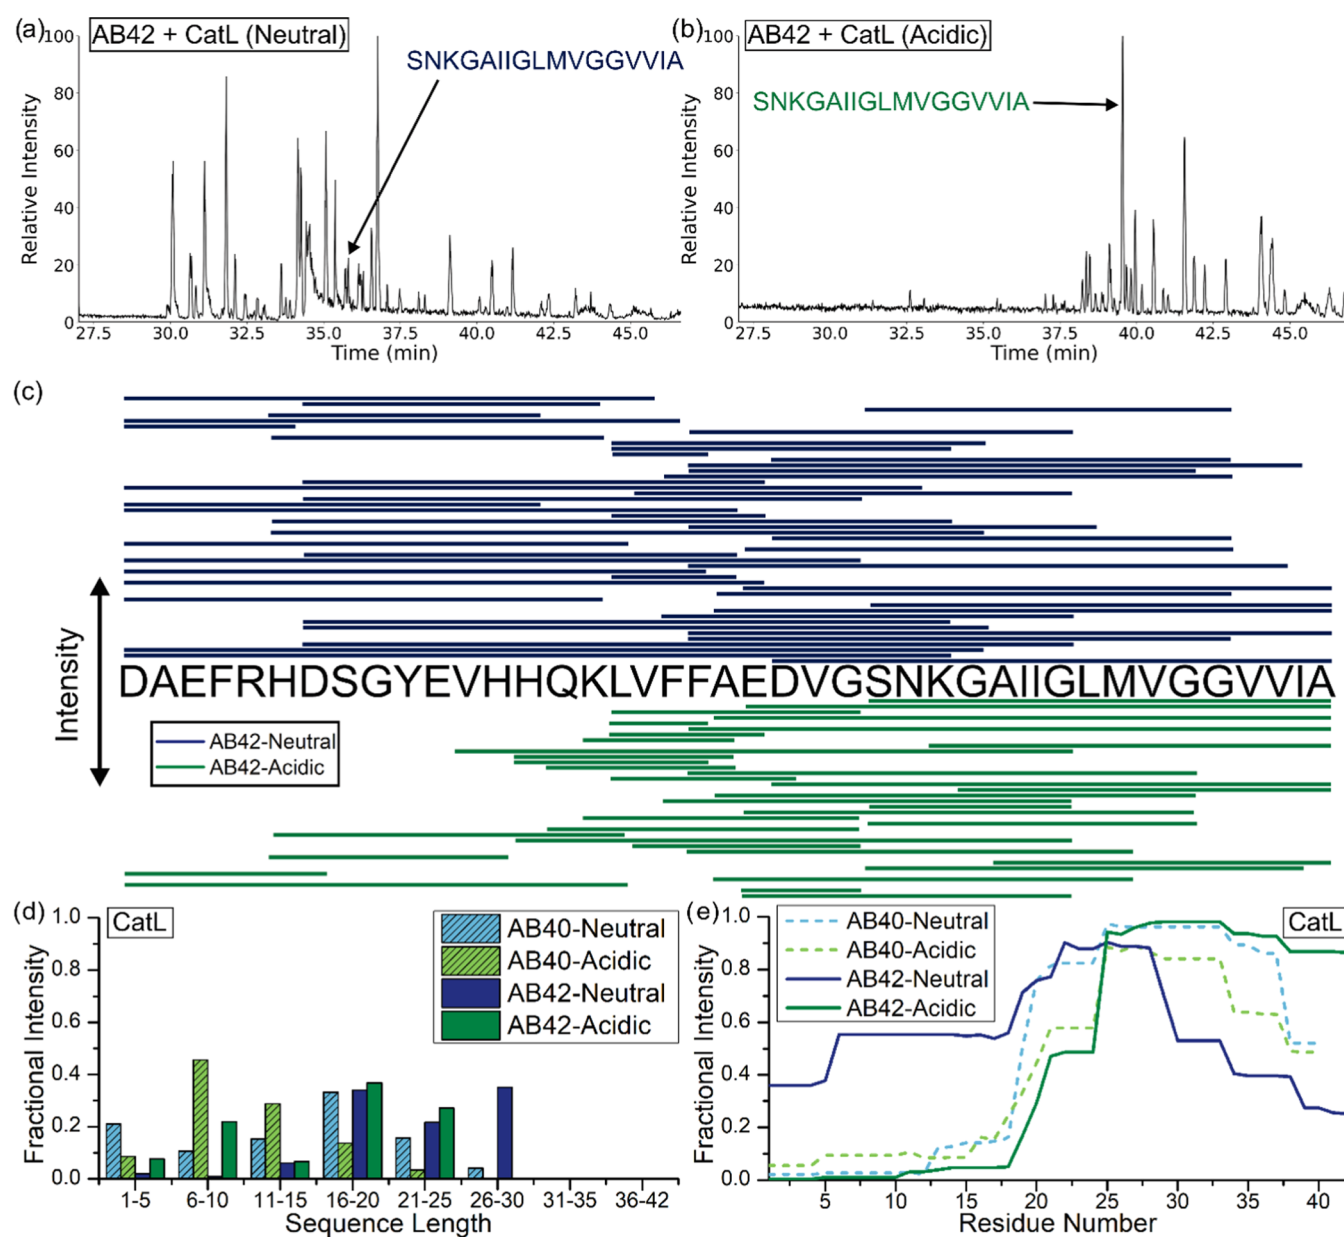 (a)
AB42 + CatL (Neutral)
SNKGAIIGLMVGGVVIA
100
80
60
40
20
0
Relative Intensity
27.5 30.0 32.5 35.0 37.5 40.0 42.5 45.0
Time (min)
(b)
AB42 + CatL (Acidic)
SNKGAIIGLMVGGVVIA
100
80
60
40
20
0
Relative Intensity
27.5 30.0 32.5 35.0 37.5 40.0 42.5 45.0
Time (min)
(c)
Intensity
DAEFRHDSGYEVHHQKLVFFAEDVGSNKGAIIGLMVGGVVIA
AB42-Neutral
AB42-Acidic
(d)
CatL
AB40-Neutral
AB40-Acidic
AB42-Neutral
AB42-Acidic
1.0
0.8
0.6
0.4
0.2
0.0
Fractional Intensity
1-5 6-10 11-15 16-20 21-25 26-30 31-35 36-42
Sequence Length
(e)
AB40-Neutral
AB40-Acidic
AB42-Neutral
AB42-Acidic
CatL
1.0
0.8
0.6
0.4
0.2
0.0
Fractional Intensity
5 10 15 20 25 30 35 40
Residue Number